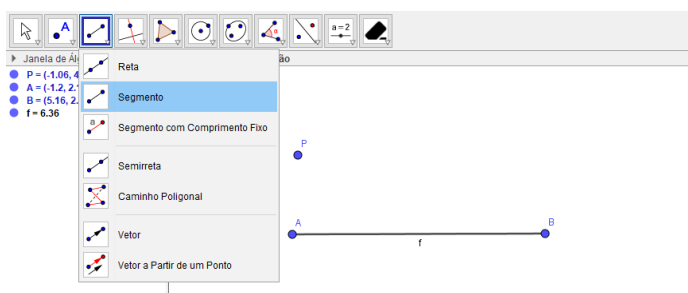 A
α
a=2
Janela de Ál
ão
P = (-1.06, 4
A = (-1.2, 2.
B = (5.16, 2.
f = 6.36
Reta
Segmento
a
Segmento com Comprimento Fixo
Semirreta
Caminho Poligonal
Vetor
Vetor a Partir de um Ponto
P
A
B
f